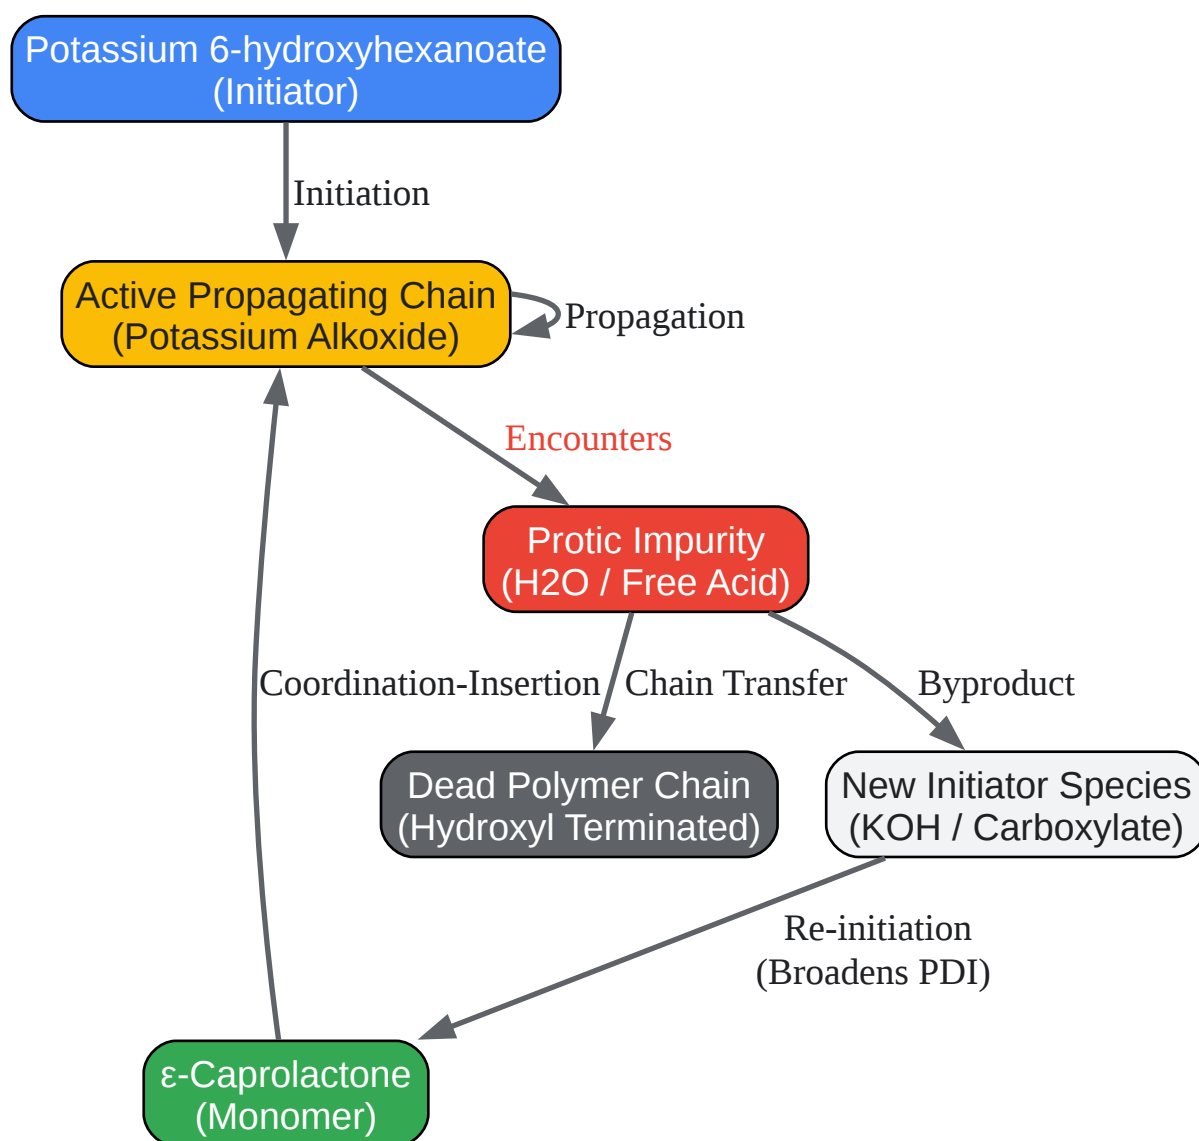 Potassium 6-hydroxyhexanoate
(Initiator)
Initiation
Active Propagating Chain
(Potassium Alkoxide)
Propagation
Encounters
Protic Impurity
(H2O / Free Acid)
Coordination-Insertion
Chain Transfer
Byproduct
Dead Polymer Chain
(Hydroxyl Terminated)
New Initiator Species
(KOH / Carboxylate)
Re-initiation
(Broadens PDI)
ε-Caprolactone
(Monomer)